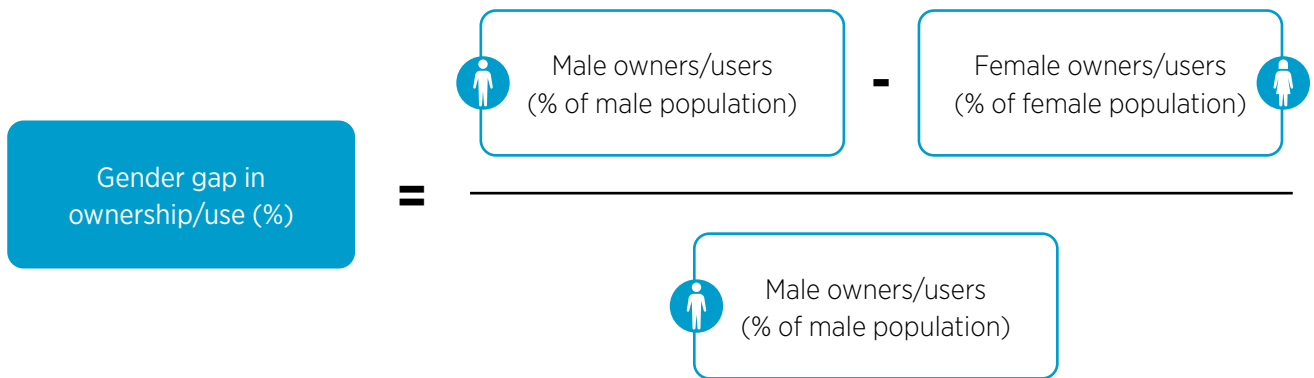 Gender gap in
ownership/use (%)
=
Male owners/users
(% of male population)
-
Female owners/users
(% of female population)
Male owners/users
(% of male population)